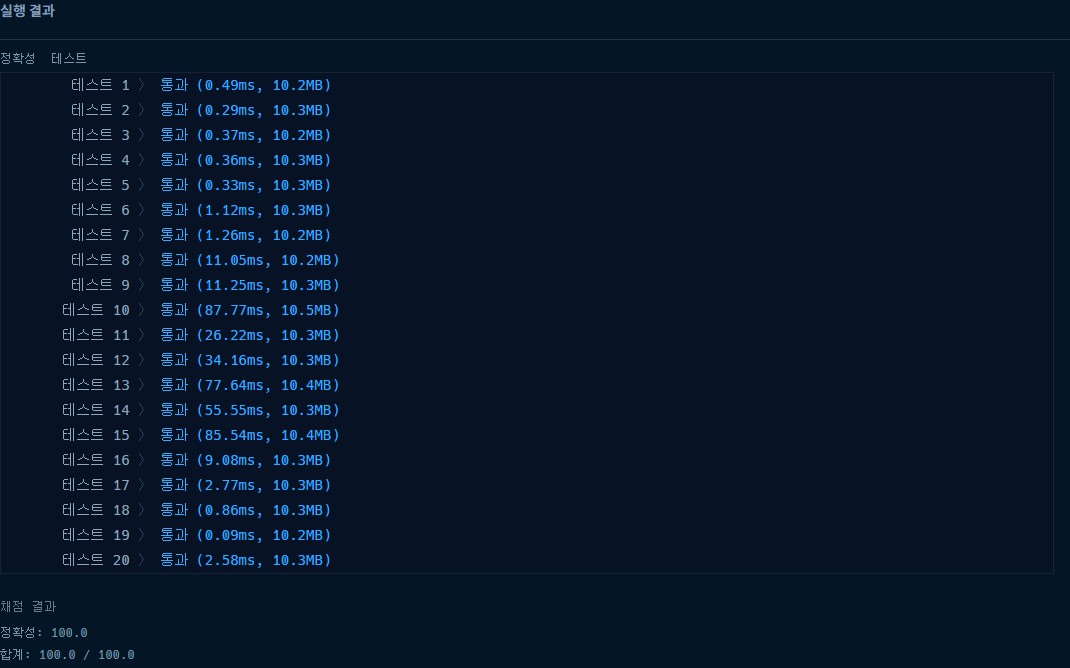 실행 결과
정확성 테스트
테스트 1 〉 통과 (0.49ms, 10.2MB)
테스트 2 〉 통과 (0.29ms, 10.3MB)
테스트 3 〉 통과 (0.37ms, 10.2MB)
테스트 4 〉 통과 (0.36ms, 10.3MB)
테스트 5 〉 통과 (0.33ms, 10.3MB)
테스트 6 〉 통과 (1.12ms, 10.3MB)
테스트 7 〉 통과 (1.26ms, 10.2MB)
테스트 8 〉 통과 (11.05ms, 10.2MB)
테스트 9 〉 통과 (11.25ms, 10.3MB)
테스트 10 〉 통과 (87.77ms, 10.5MB)
테스트 11 〉 통과 (26.22ms, 10.3MB)
테스트 12 〉 통과 (34.16ms, 10.3MB)
테스트 13 〉 통과 (77.64ms, 10.4MB)
테스트 14 〉 통과 (55.55ms, 10.3MB)
테스트 15 〉 통과 (85.54ms, 10.4MB)
테스트 16 〉 통과 (9.08ms, 10.3MB)
테스트 17 〉 통과 (2.77ms, 10.3MB)
테스트 18 〉 통과 (0.86ms, 10.3MB)
테스트 19 〉 통과 (0.09ms, 10.2MB)
테스트 20 〉 통과 (2.58ms, 10.3MB)
채점 결과
정확성: 100.0
합계: 100.0 / 100.0